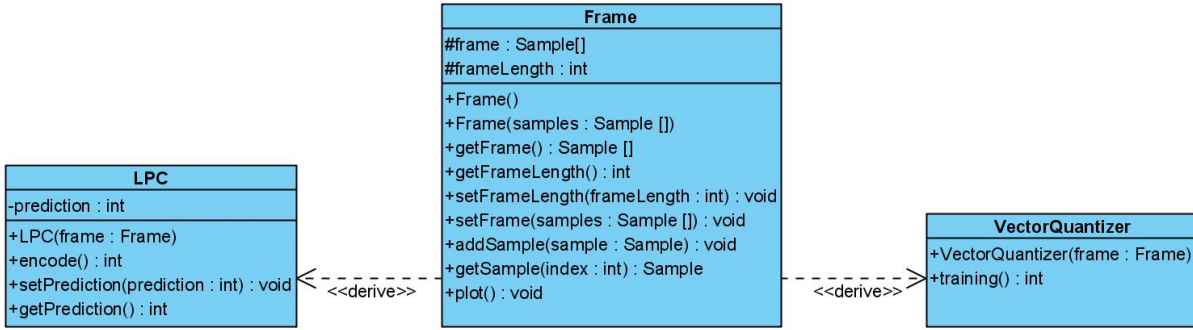 Frame
#frame : Sample[]
#frameLength : int
+Frame()
+Frame(samples : Sample [])
+getFrame() : Sample []
+getFrameLength() : int
+setFrameLength(frameLength : int) : void
+setFrame(samples : Sample []) : void
+addSample(sample : Sample) : void
+getSample(index : int) : Sample
+plot() : void
LPC
-prediction : int
+LPC(frame : Frame)
+encode() : int
+setPrediction(prediction : int) : void
+getPrediction() : int
<<derive>>
<<derive>>
VectorQuantizer
+VectorQuantizer(frame : Frame)
+training() : int